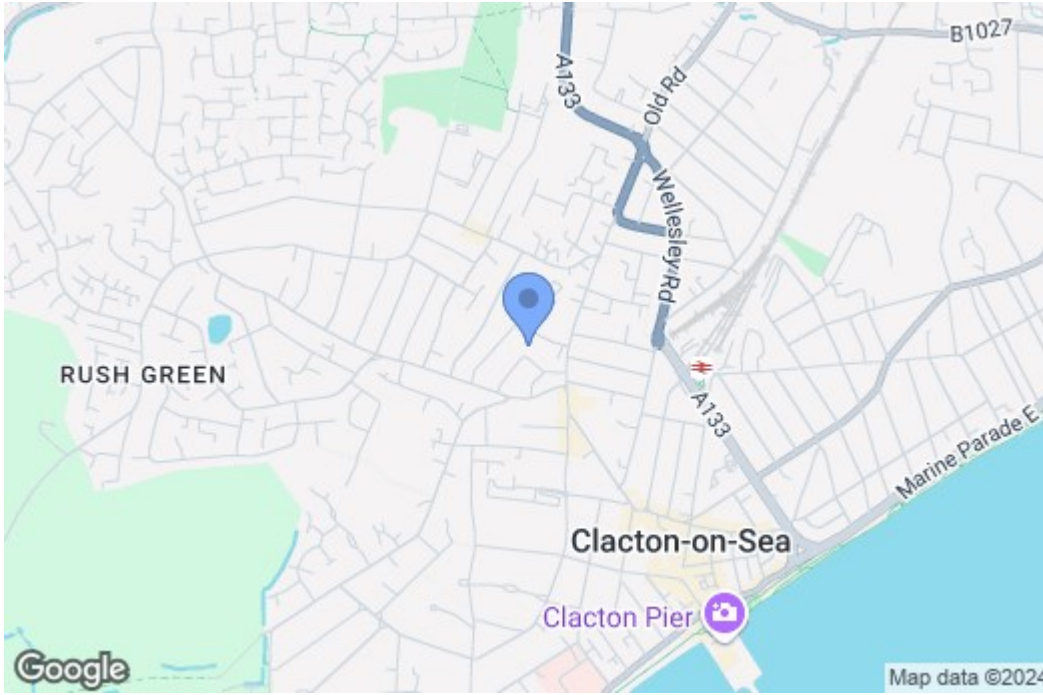 B1027
A133
Old Rd
Wellesley Rd
RUSH GREEN
A133
Marine Parade E
Clacton-on-Sea
Clacton Pier
Google
Map data ©2024